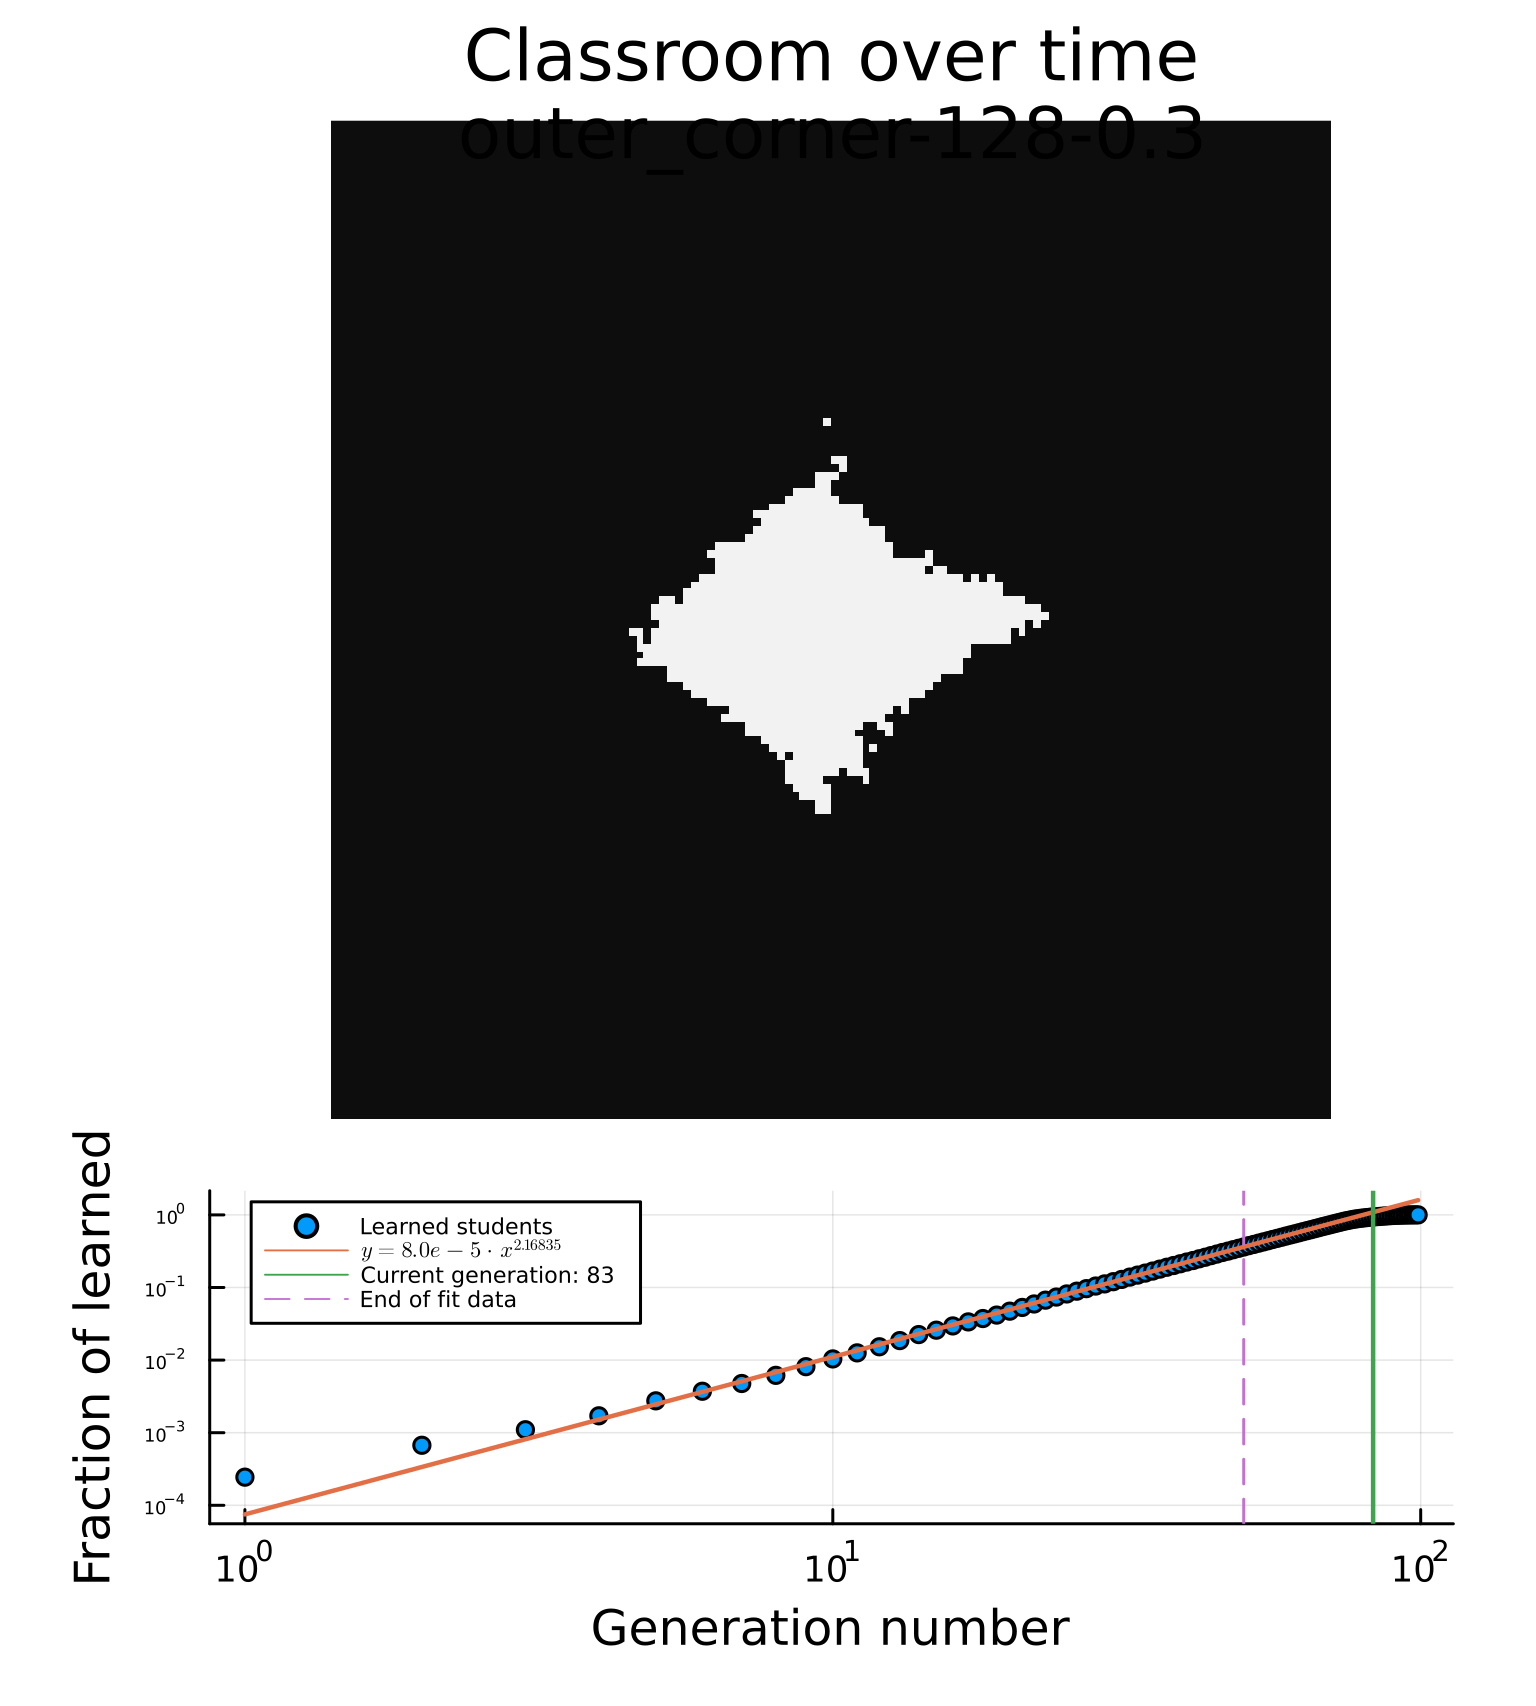 Classroom over time
outer_corner-128-0.3
Fraction of learned
10^0
10^-1
10^-2
10^-3
10^-4
Learned students
y = 8.0e − 5 · x^2.16835
Current generation: 83
End of fit data
10^0
10^1
10^2
Generation number